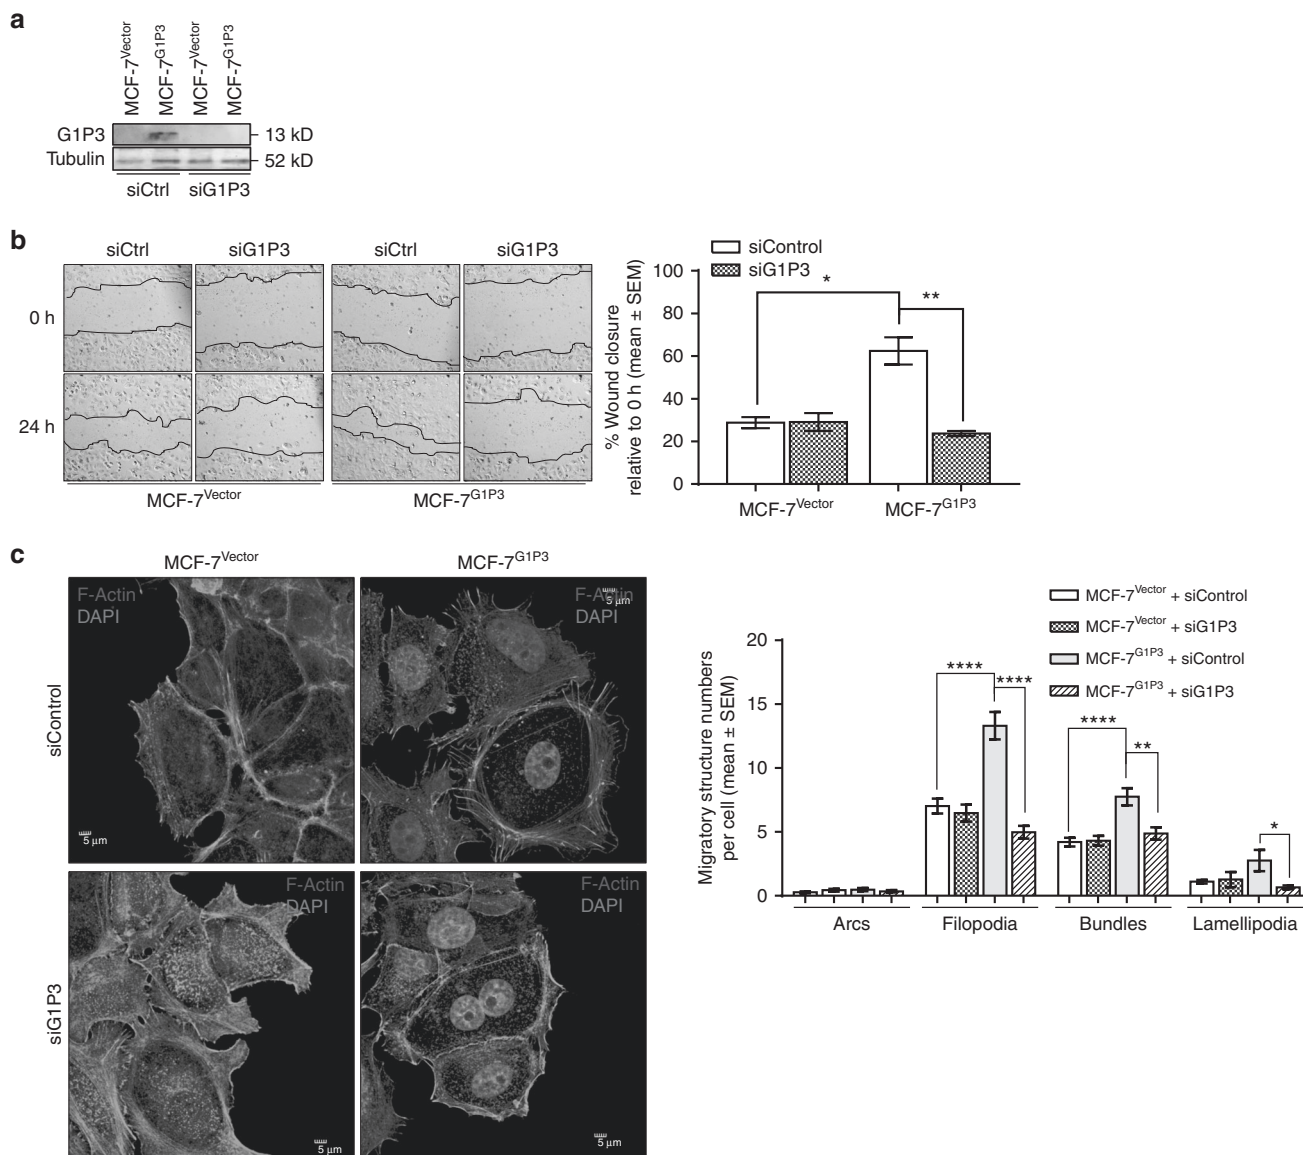 a
MCF-7Vector
MCF-7G1P3
MCF-7Vector
MCF-7G1P3
G1P3
13 kD
Tubulin
52 kD
siCtrl
siG1P3
b
siCtrl
siG1P3
siCtrl
siG1P3
0 h
24 h
MCF-7Vector
MCF-7G1P3
siControl
siG1P3
% Wound closure
relative to 0 h (mean ± SEM)
100
80
60
40
20
0
*
**
MCF-7Vector
MCF-7G1P3
c
MCF-7Vector
MCF-7G1P3
siControl
siG1P3
F-Actin
DAPI
5 µm
F-Actin
DAPI
5 µm
F-Actin
DAPI
5 µm
F-Actin
DAPI
5 µm
MCF-7Vector + siControl
MCF-7Vector + siG1P3
MCF-7G1P3 + siControl
MCF-7G1P3 + siG1P3
Migratory structure numbers
per cell (mean ± SEM)
20
15
10
5
0
****
****
****
**
*
Arcs
Filopodia
Bundles
Lamellipodia